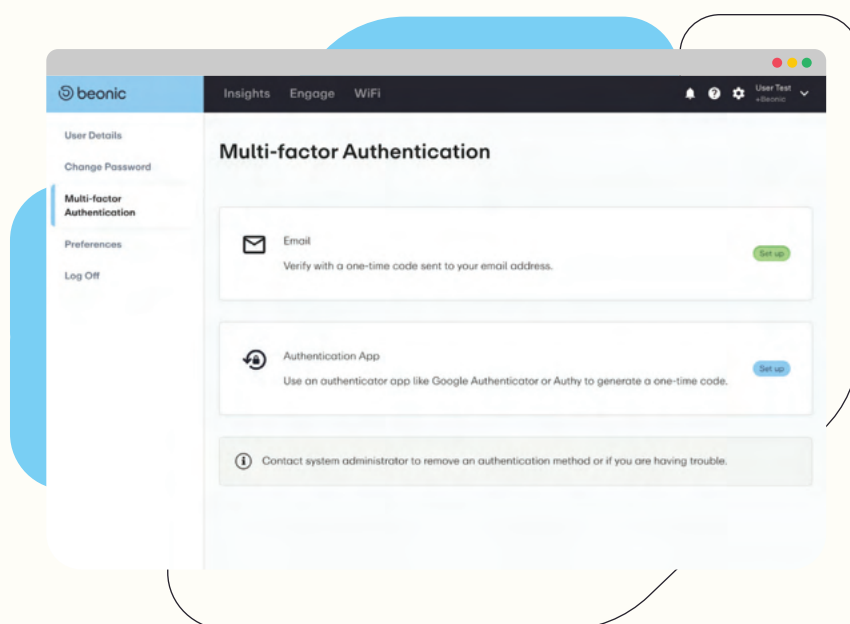 beonic
Insights Engage WiFi
User Test
+Beonic
User Details
Change Password
Multi-factor
Authentication
Preferences
Log Off
Multi-factor Authentication
Email
Verify with a one-time code sent to your email address.
Set up
Authentication App
Use an authenticator app like Google Authenticator or Authy to generate a one-time code.
Set up
Contact system administrator to remove an authentication method or if you are having trouble.